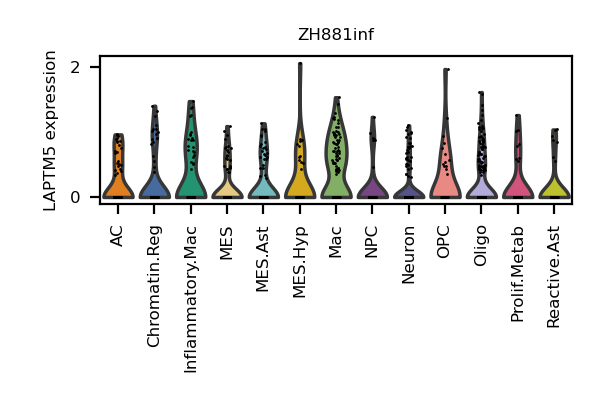 ZH881inf
LAPTM5 expression
2
0
AC
Chromatin.Reg
Inflammatory.Mac
MES
MES.Ast
MES.Hyp
Mac
NPC
Neuron
OPC
Oligo
Prolif.Metab
Reactive.Ast